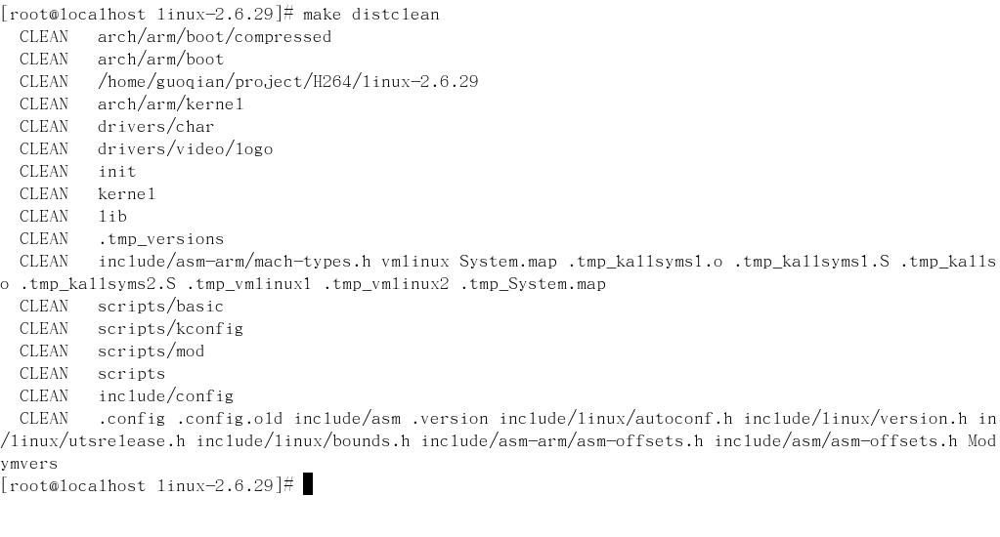 [root@localhost linux-2.6.29]# make distclean
  CLEAN   arch/arm/boot/compressed
  CLEAN   arch/arm/boot
  CLEAN   /home/guoqian/project/H264/linux-2.6.29
  CLEAN   arch/arm/kernel
  CLEAN   drivers/char
  CLEAN   drivers/video/logo
  CLEAN   init
  CLEAN   kernel
  CLEAN   lib
  CLEAN   .tmp_versions
  CLEAN   include/asm-arm/mach-types.h vmlinux System.map .tmp_kallsyms1.o .tmp_kallsyms1.S .tmp_kalls
o .tmp_kallsyms2.S .tmp_vmlinux1 .tmp_vmlinux2 .tmp_System.map
  CLEAN   scripts/basic
  CLEAN   scripts/kconfig
  CLEAN   scripts/mod
  CLEAN   scripts
  CLEAN   include/config
  CLEAN   .config .config.old include/asm .version include/linux/autoconf.h include/linux/version.h in
/linux/utsrelease.h include/linux/bounds.h include/asm-arm/asm-offsets.h include/asm/asm-offsets.h Mod
ymvers
[root@localhost linux-2.6.29]#